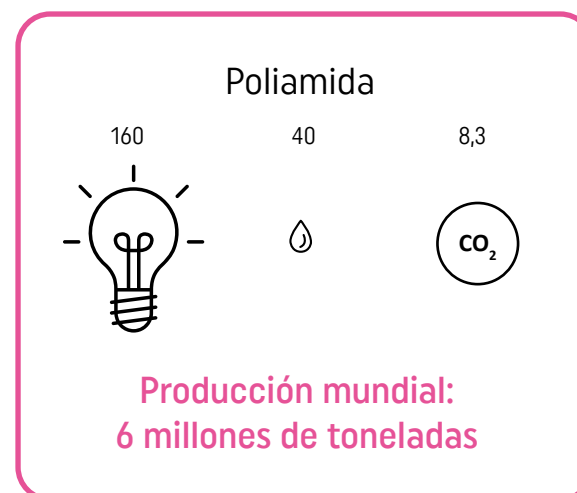 Poliamida
160 40 8,3
CO₂
Producción mundial:
6 millones de toneladas